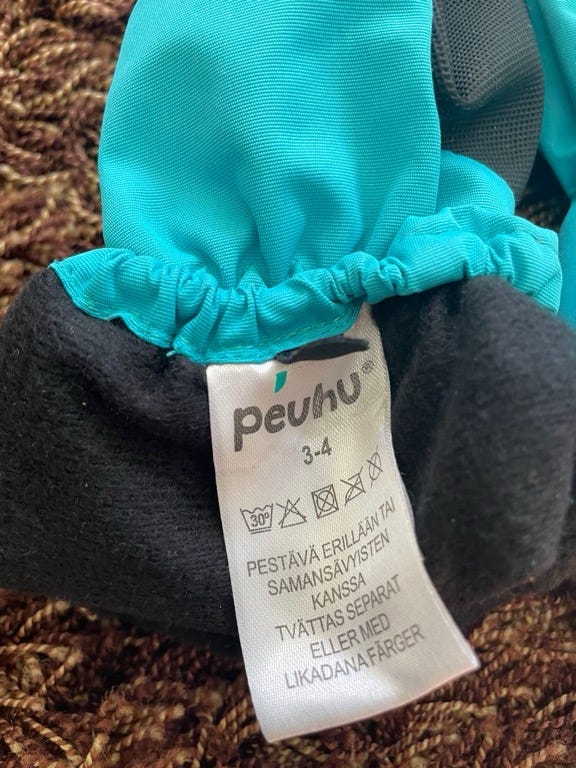 peuhu®
3-4
30°
PESTÄVÄ ERILLÄÄN TAI
SAMANSÄVYISTEN
KANSSA
TVÄTTAS SEPARAT
ELLER MED
LIKADANA FÄRGER